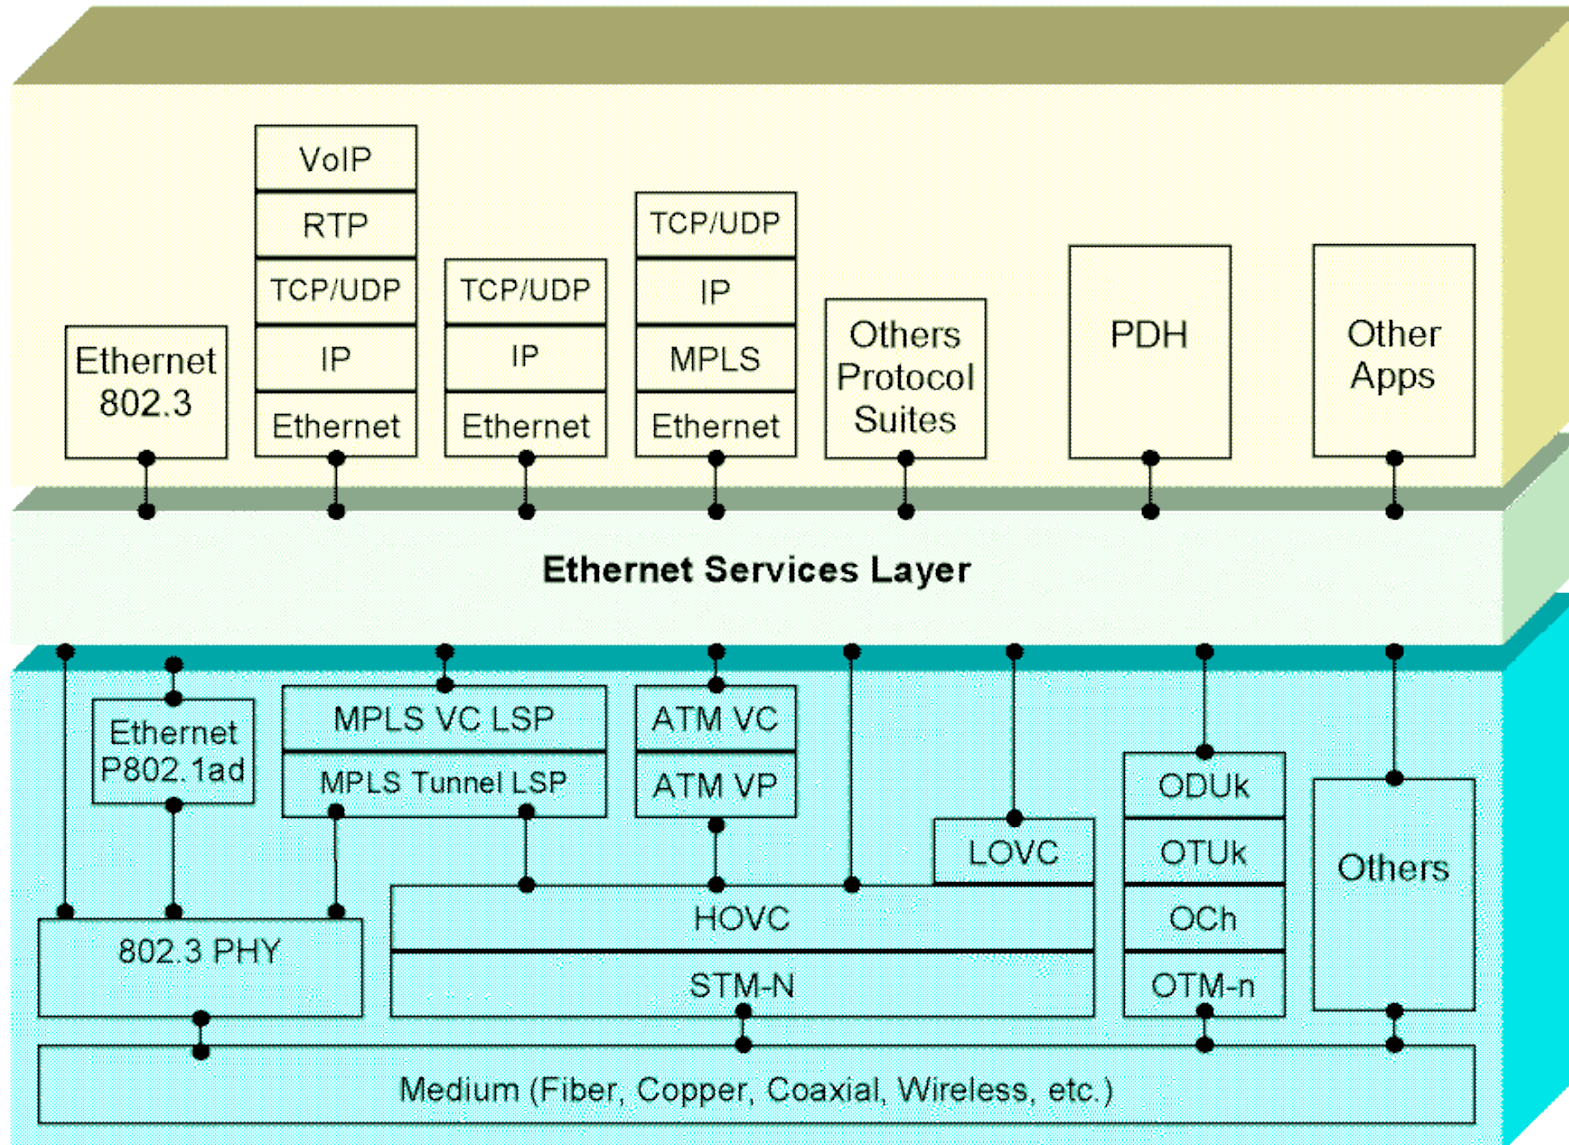 VoIP
RTP
TCP/UDP
IP
Ethernet
TCP/UDP
IP
Ethernet
TCP/UDP
IP
MPLS
Ethernet
Ethernet
802.3
Others
Protocol
Suites
PDH
Other
Apps
Ethernet Services Layer
Ethernet
P802.1ad
MPLS VC LSP
MPLS Tunnel LSP
ATM VC
ATM VP
LOVC
HOVC
STM-N
802.3 PHY
ODUk
OTUk
OCh
OTM-n
Others
Medium (Fiber, Copper, Coaxial, Wireless, etc.)